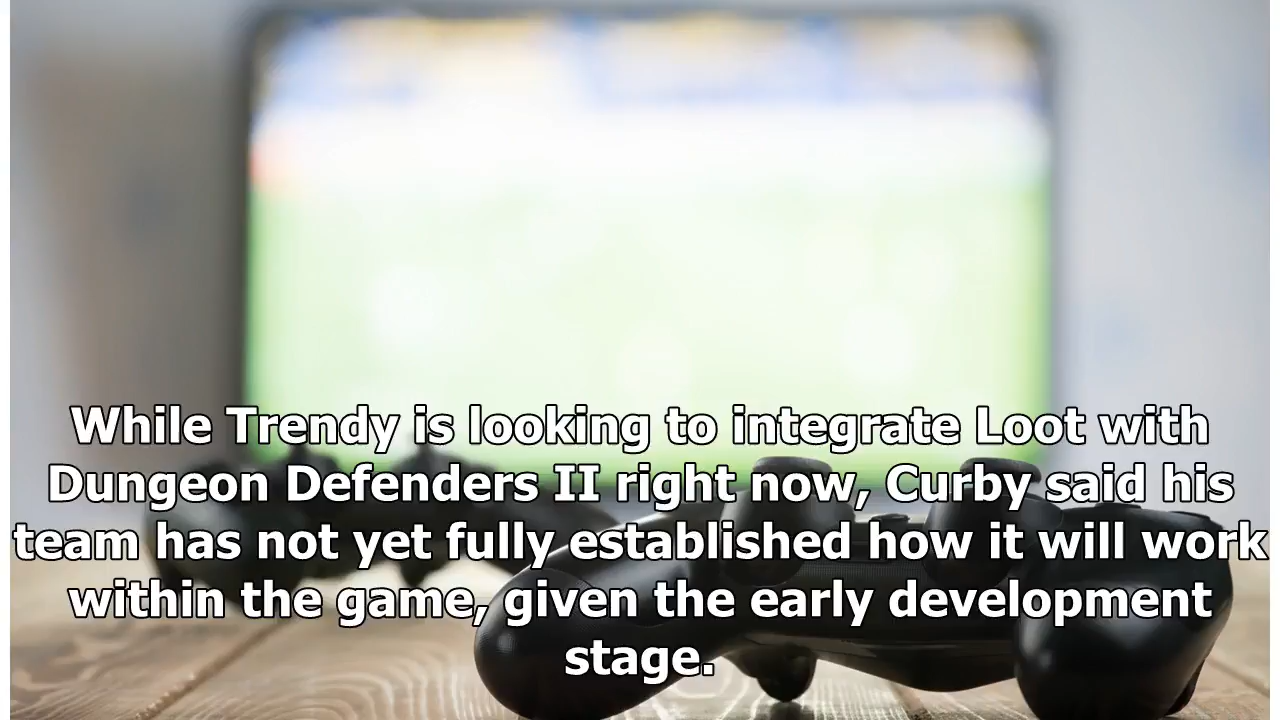 While Trendy is looking to integrate Loot with
Dungeon Defenders II right now, Curby said his
team has not yet fully established how it will work
within the game, given the early development
stage.